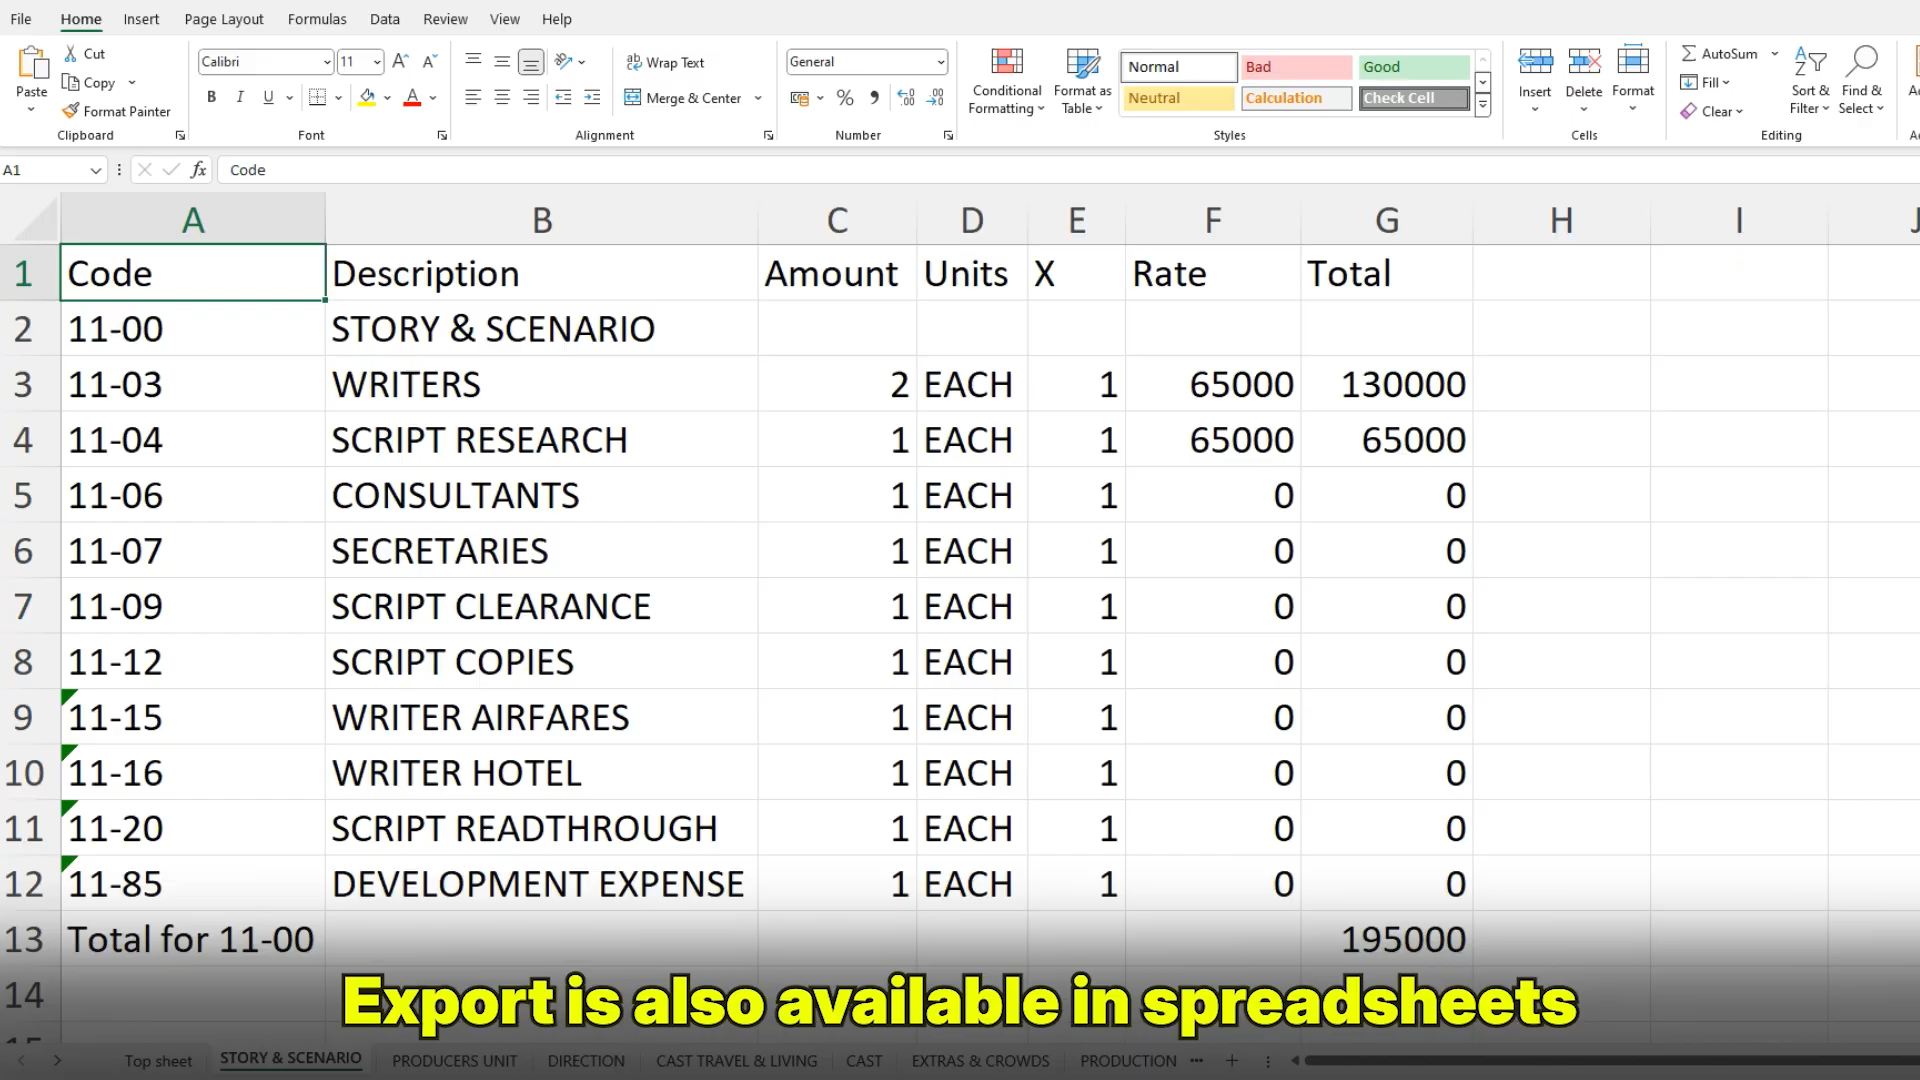 File Home Insert Page Layout Formulas Data Review View Help
Paste Cut Copy Format Painter Clipboard
Calibri 11 B I U Font
Wrap Text Merge & Center Alignment
General % Number
Conditional Formatting Format as Table
Normal Bad Good
Neutral Calculation Check Cell
Styles
Insert Delete Format Cells
AutoSum Fill Clear Sort & Filter Find & Select Editing
A1 fx Code
A B C D E F G H I J
1 Code Description Amount Units X Rate Total
2 11-00 STORY & SCENARIO
3 11-03 WRITERS 2 EACH 1 65000 130000
4 11-04 SCRIPT RESEARCH 1 EACH 1 65000 65000
5 11-06 CONSULTANTS 1 EACH 1 0 0
6 11-07 SECRETARIES 1 EACH 1 0 0
7 11-09 SCRIPT CLEARANCE 1 EACH 1 0 0
8 11-12 SCRIPT COPIES 1 EACH 1 0 0
9 11-15 WRITER AIRFARES 1 EACH 1 0 0
10 11-16 WRITER HOTEL 1 EACH 1 0 0
11 11-20 SCRIPT READTHROUGH 1 EACH 1 0 0
12 11-85 DEVELOPMENT EXPENSE 1 EACH 1 0 0
13 Total for 11-00 195000
14
Export is also available in spreadsheets
Top sheet STORY & SCENARIO PRODUCERS UNIT DIRECTION CAST TRAVEL & LIVING CAST EXTRAS & CROWDS PRODUCTION